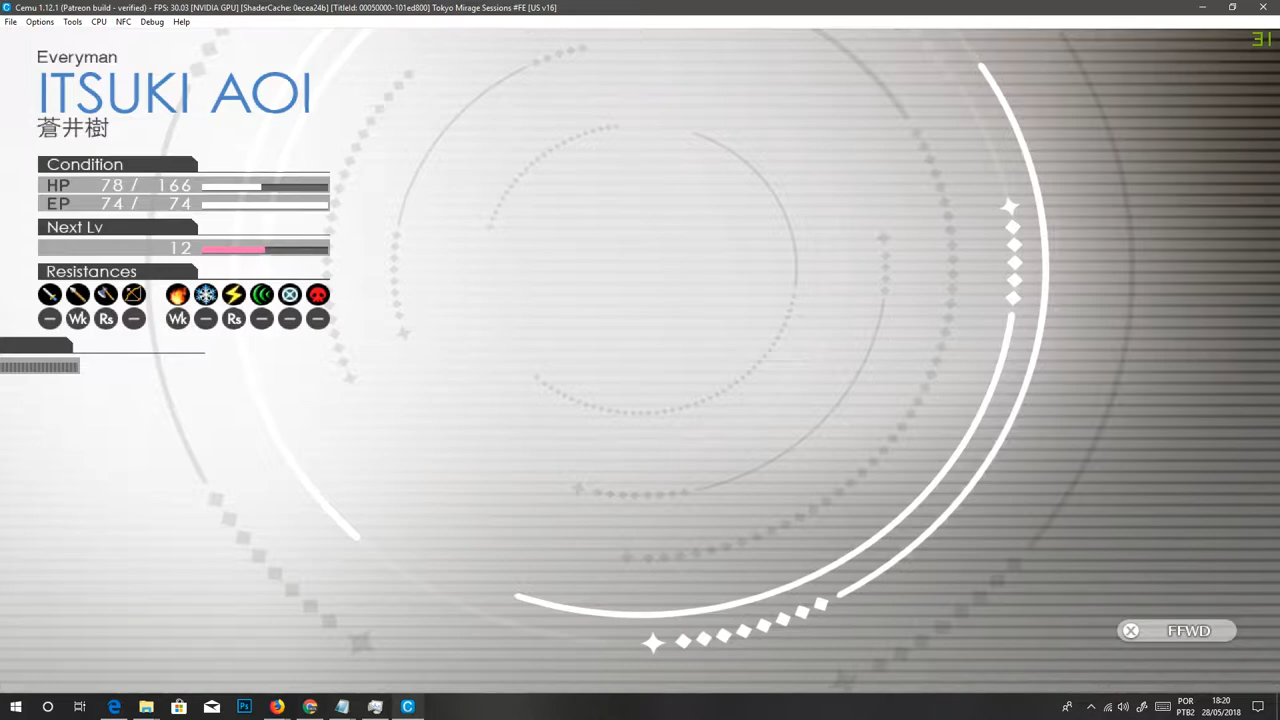 Cemu 1.12.1 (Patreon build - verified) - FPS: 30.03 [NVIDIA GPU] [ShaderCache: 0ecea24b] [TitleId: 00050000-101ed800] Tokyo Mirage Sessions #FE [US v16]
File Options Tools CPU NFC Debug Help
31
Everyman
ITSUKI AOI
蒼井樹
Condition
HP 78 / 166
EP 74 / 74
Next Lv
12
Resistances
– Wk Rs – Wk – Rs – – –
FFWD
POR 18:20
PTB2 28/05/2018